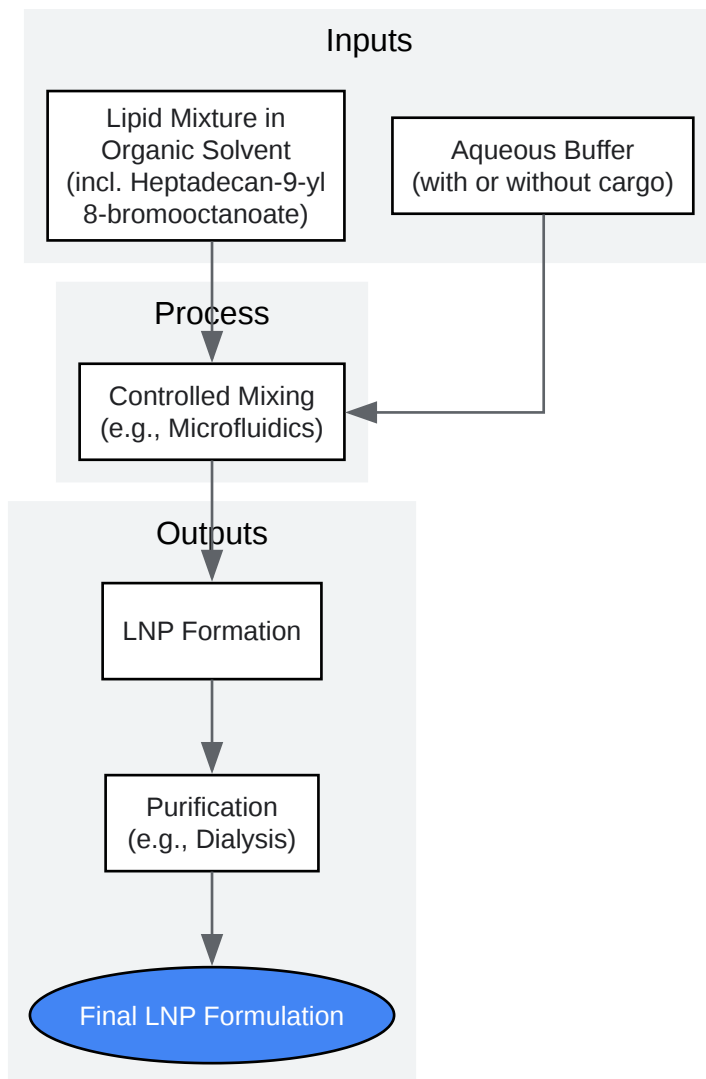 Inputs
Lipid Mixture in
Organic Solvent
(incl. Heptadecan-9-yl
8-bromooctanoate)
Aqueous Buffer
(with or without cargo)
Process
Controlled Mixing
(e.g., Microfluidics)
Outputs
LNP Formation
Purification
(e.g., Dialysis)
Final LNP Formulation